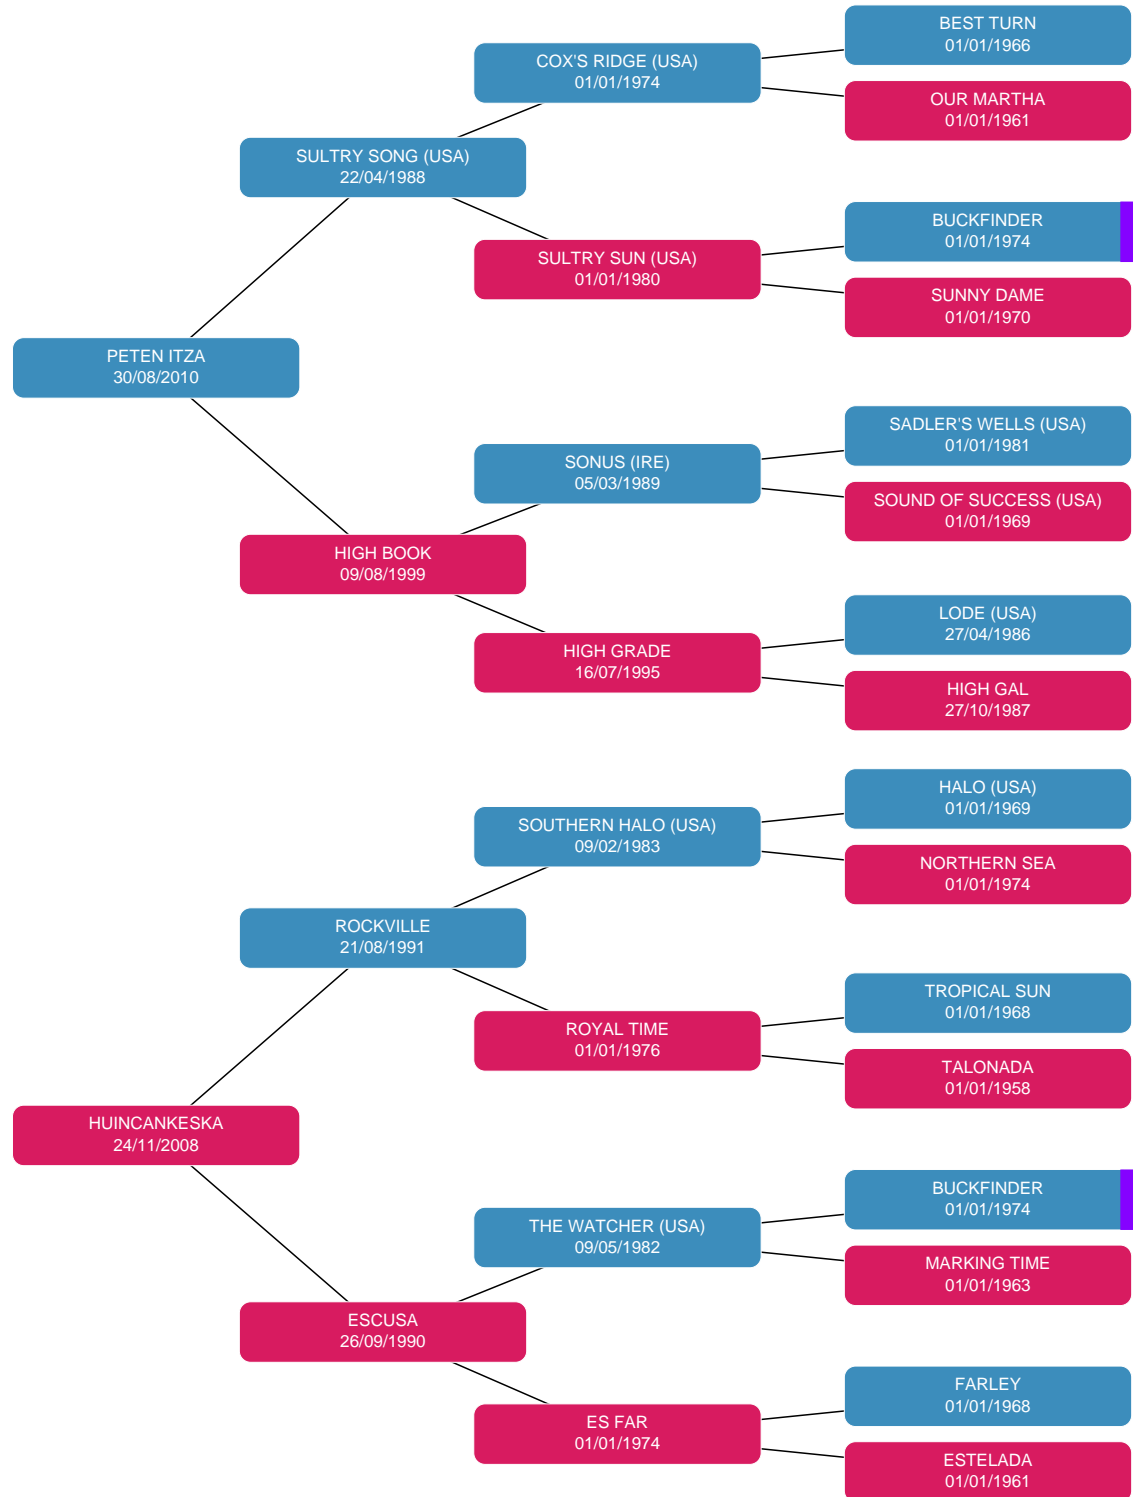 BEST TURN
01/01/1966
COX'S RIDGE (USA)
01/01/1974
OUR MARTHA
01/01/1961
SULTRY SONG (USA)
22/04/1988
BUCKFINDER
01/01/1974
SULTRY SUN (USA)
01/01/1980
SUNNY DAME
01/01/1970
PETEN ITZA
30/08/2010
SADLER'S WELLS (USA)
01/01/1981
SONUS (IRE)
05/03/1989
SOUND OF SUCCESS (USA)
01/01/1969
HIGH BOOK
09/08/1999
LODE (USA)
27/04/1986
HIGH GRADE
16/07/1995
HIGH GAL
27/10/1987
HALO (USA)
01/01/1969
SOUTHERN HALO (USA)
09/02/1983
NORTHERN SEA
01/01/1974
ROCKVILLE
21/08/1991
TROPICAL SUN
01/01/1968
ROYAL TIME
01/01/1976
TALONADA
01/01/1958
HUINCANKESKA
24/11/2008
BUCKFINDER
01/01/1974
THE WATCHER (USA)
09/05/1982
MARKING TIME
01/01/1963
ESCUSA
26/09/1990
FARLEY
01/01/1968
ES FAR
01/01/1974
ESTELADA
01/01/1961